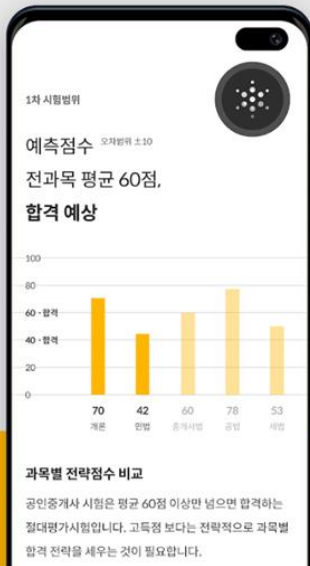 1차 시험범위
예측점수 오차범위 ±10
전과목 평균 60점,
합격 예상
100
80
60 - 합격
40 - 합격
20
0
70 42 60 78 53
개론 민법 중개사법 공법 세법
과목별 전략점수 비교
공인중개사 시험은 평균 60점 이상만 넘으면 합격하는
절대평가시험입니다. 고득점 보다는 전략적으로 과목별
합격 전략을 세우는 것이 필요합니다.